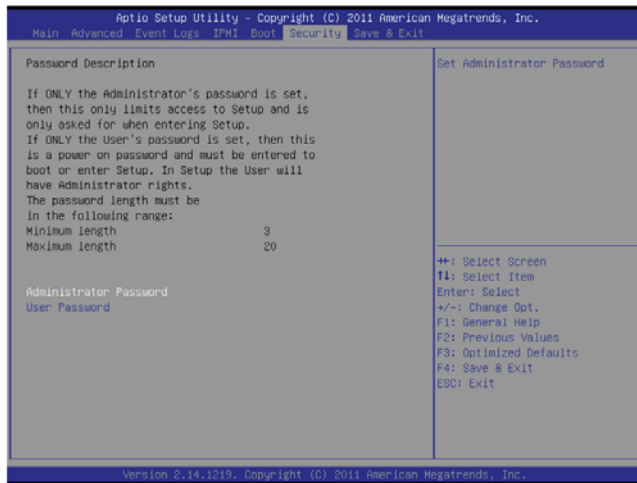 Aptio Setup Utility – Copyright (C) 2011 American Megatrends, Inc.
Main Advanced Event Logs IPMI Boot Security Save & Exit
Password Description
If ONLY the Administrator's password is set,
then this only limits access to Setup and is
only asked for when entering Setup.
If ONLY the User's password is set, then this
is a power on password and must be entered to
boot or enter Setup. In Setup the User will
have Administrator rights.
The password length must be
in the following range:
Minimum length 3
Maximum length 20
Administrator Password
User Password
Set Administrator Password
→←: Select Screen
↑↓: Select Item
Enter: Select
+/-: Change Opt.
F1: General Help
F2: Previous Values
F3: Optimized Defaults
F4: Save & Exit
ESC: Exit
Version 2.14.1219. Copyright (C) 2011 American Megatrends, Inc.